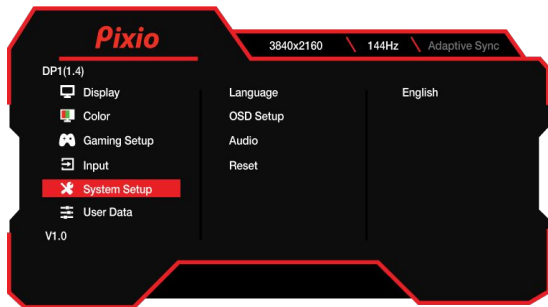 Pixio
3840x2160 \ 144Hz \ Adaptive Sync
DP1(1.4)
Display
Color
Gaming Setup
Input
System Setup
User Data
V1.0
Language
OSD Setup
Audio
Reset
English